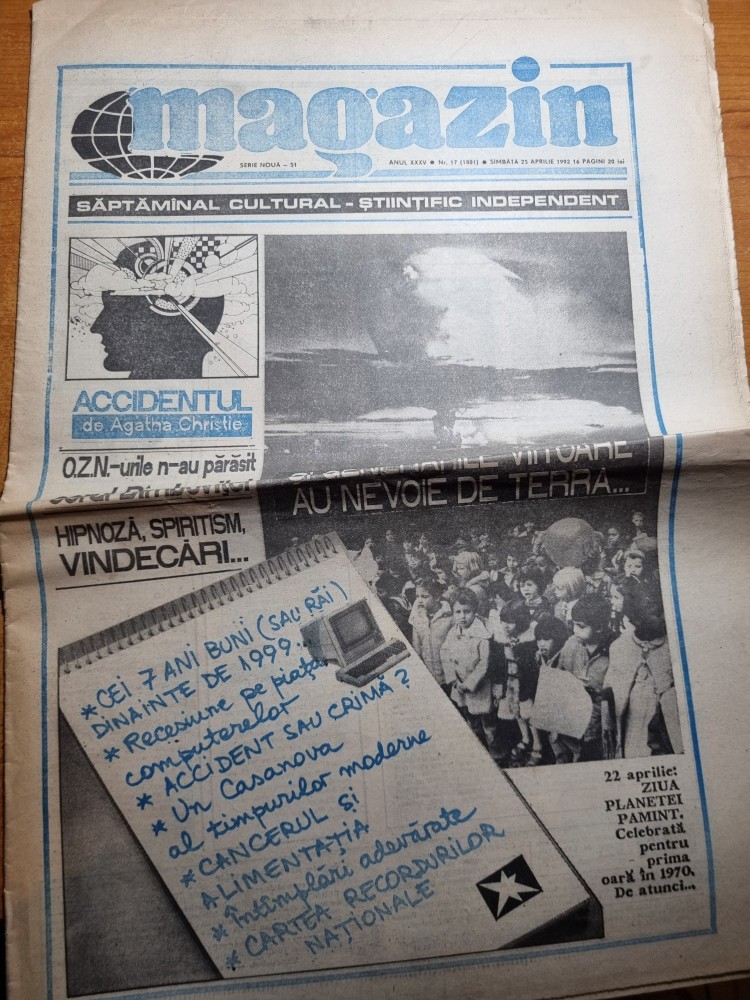 magazin
SERIE NOUĂ – 51 ANUL XXXV ● Nr. 17 (1801) ● SÎMBĂTĂ 25 APRILIE 1992 16 PAGINI 20 lei
SĂPTĂMÎNAL CULTURAL - ȘTIINȚIFIC INDEPENDENT
ACCIDENTUL
de Agatha Christie
O.Z.N.-urile n-au părăsit
HIPNOZĂ, SPIRITISM,
VINDECĂRI...
VIITOARE
AU NEVOIE DE TERRA...
* CEI 7 ANI BUNI (SAU RĂI)
DINAINTE DE 1999...
* Recesiune pe piața
computerelor
* ACCIDENT SAU CRIMĂ?
* Un Casanova
al timpurilor moderne
* CANCERUL ȘI
ALIMENTAȚIA
* Întîmplări adevărate
* CARTEA RECORDURILOR
NAȚIONALE
22 aprilie:
ZIUA
PLANETEI
PAMINT.
Celebrată
pentru
prima
oară în 1970.
De atunci...